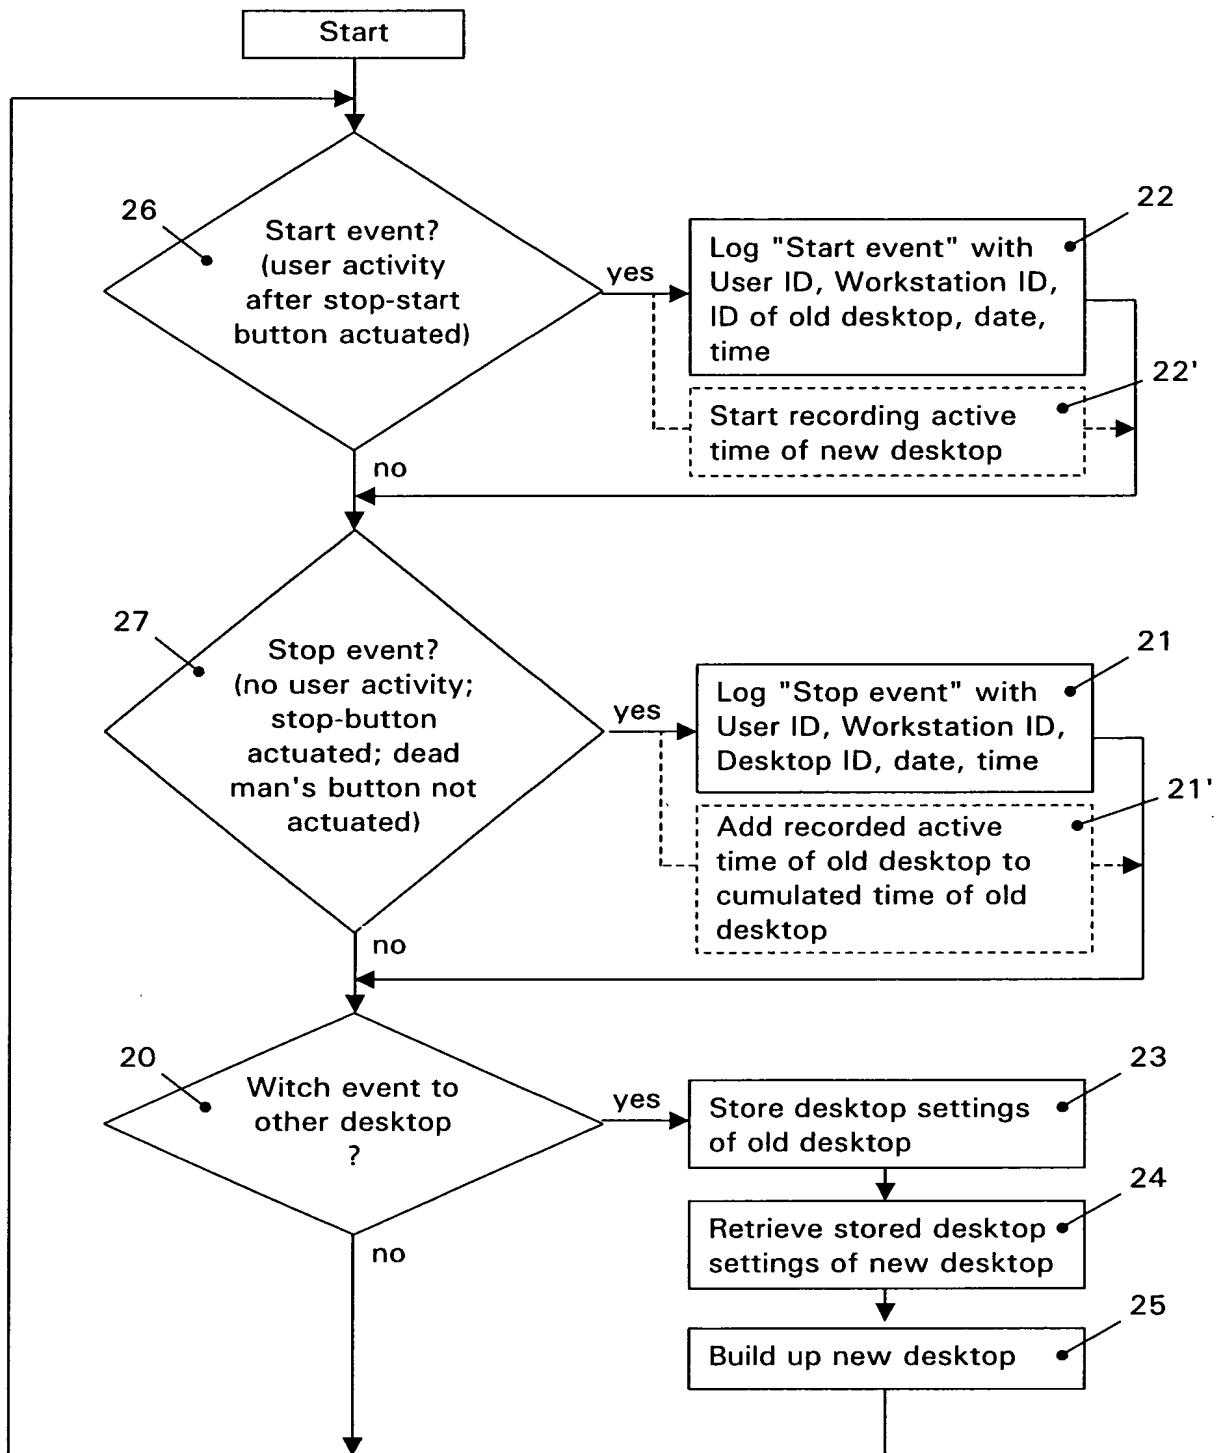 Start
26
Start event?
(user activity
after stop-start
button actuated)
yes
22
Log "Start event" with
User ID, Workstation ID,
ID of old desktop, date,
time
22'
Start recording active
time of new desktop
no
27
Stop event?
(no user activity;
stop-button
actuated; dead
man's button not
actuated)
yes
21
Log "Stop event" with
User ID, Workstation ID,
Desktop ID, date, time
21'
Add recorded active
time of old desktop to
cumulated time of old
desktop
no
20
Witch event to
other desktop
?
yes
23
Store desktop settings
of old desktop
24
Retrieve stored desktop
settings of new desktop
no
25
Build up new desktop